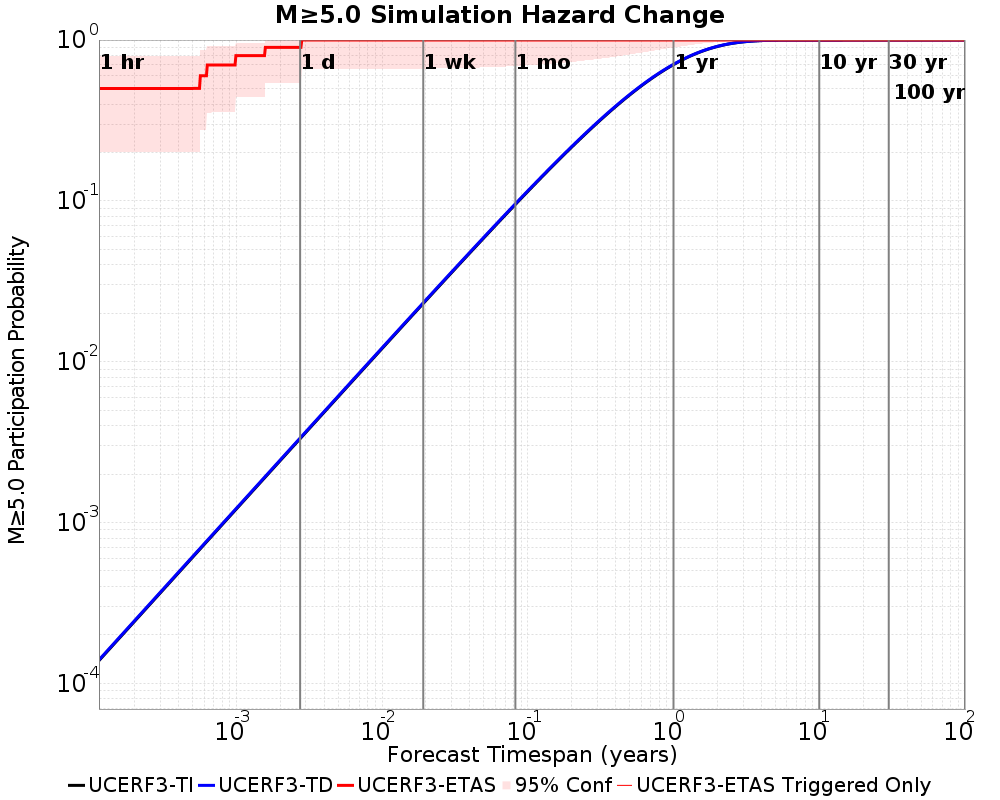 M≥5.0 Simulation Hazard Change
M≥5.0 Participation Probability
10^0
10^-1
10^-2
10^-3
10^-4
1 hr
1 d
1 wk
1 mo
1 yr
10 yr
30 yr
100 yr
10^-3 10^-2 10^-1 10^0 10^1 10^2
Forecast Timespan (years)
UCERF3-TI UCERF3-TD UCERF3-ETAS 95% Conf UCERF3-ETAS Triggered Only